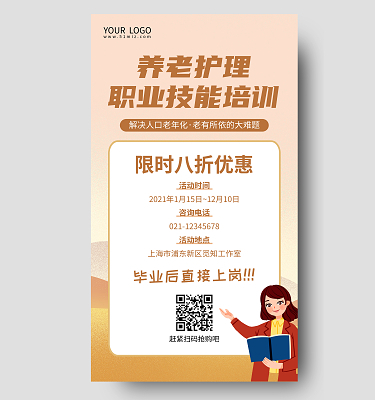 YOUR LOGO
www.51miz.com
养老护理
职业技能培训
解决人口老年化·老有所依的大难题
限时八折优惠
活动时间
2021年1月15日~12月10日
咨询电话
021-12345678
活动地点
上海市浦东新区觅知工作室
毕业后直接上岗!!!
赶紧扫码抢购吧